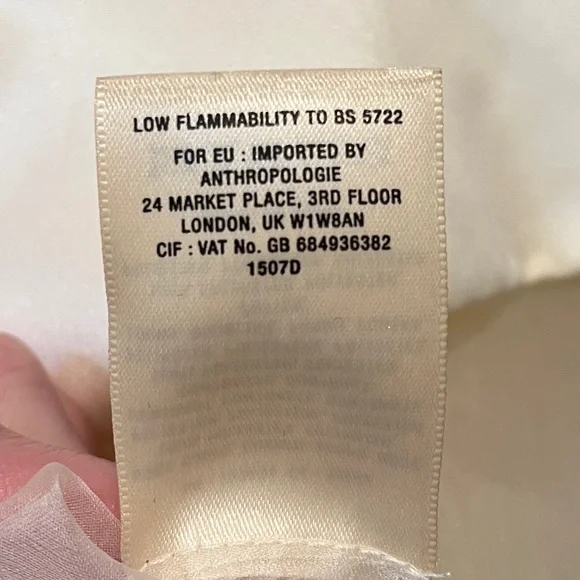 LOW FLAMMABILITY TO BS 5722
FOR EU : IMPORTED BY
ANTHROPOLOGIE
24 MARKET PLACE, 3RD FLOOR
LONDON, UK W1W8AN
CIF : VAT No. GB 684936382
1507D